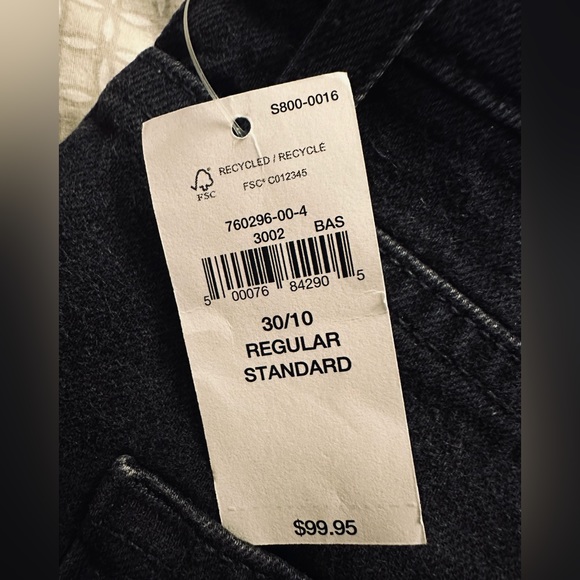 S800-0016
RECYCLED / RECYCLÉ
FSC® C012345
FSC
760296-00-4
3002 BAS
5 00076 84290 5
30/10
REGULAR
STANDARD
$99.95